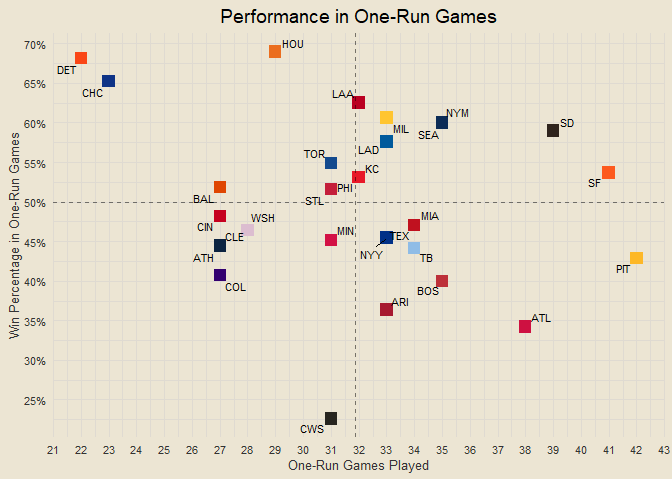 Performance in One-Run Games
70%
65%
60%
55%
50%
45%
40%
35%
30%
25%
Win Percentage in One-Run Games
HOU
DET
CHC
LAA
NYM
SD
MIL
SEA
LAD
TOR
KC
SF
PHI
BAL
STL
WSH
MIA
CIN
CLE
MIN
TEX
NYY
TB
ATH
PIT
COL
BOS
ARI
ATL
CWS
21 22 23 24 25 26 27 28 29 30 31 32 33 34 35 36 37 38 39 40 41 42 43
One-Run Games Played